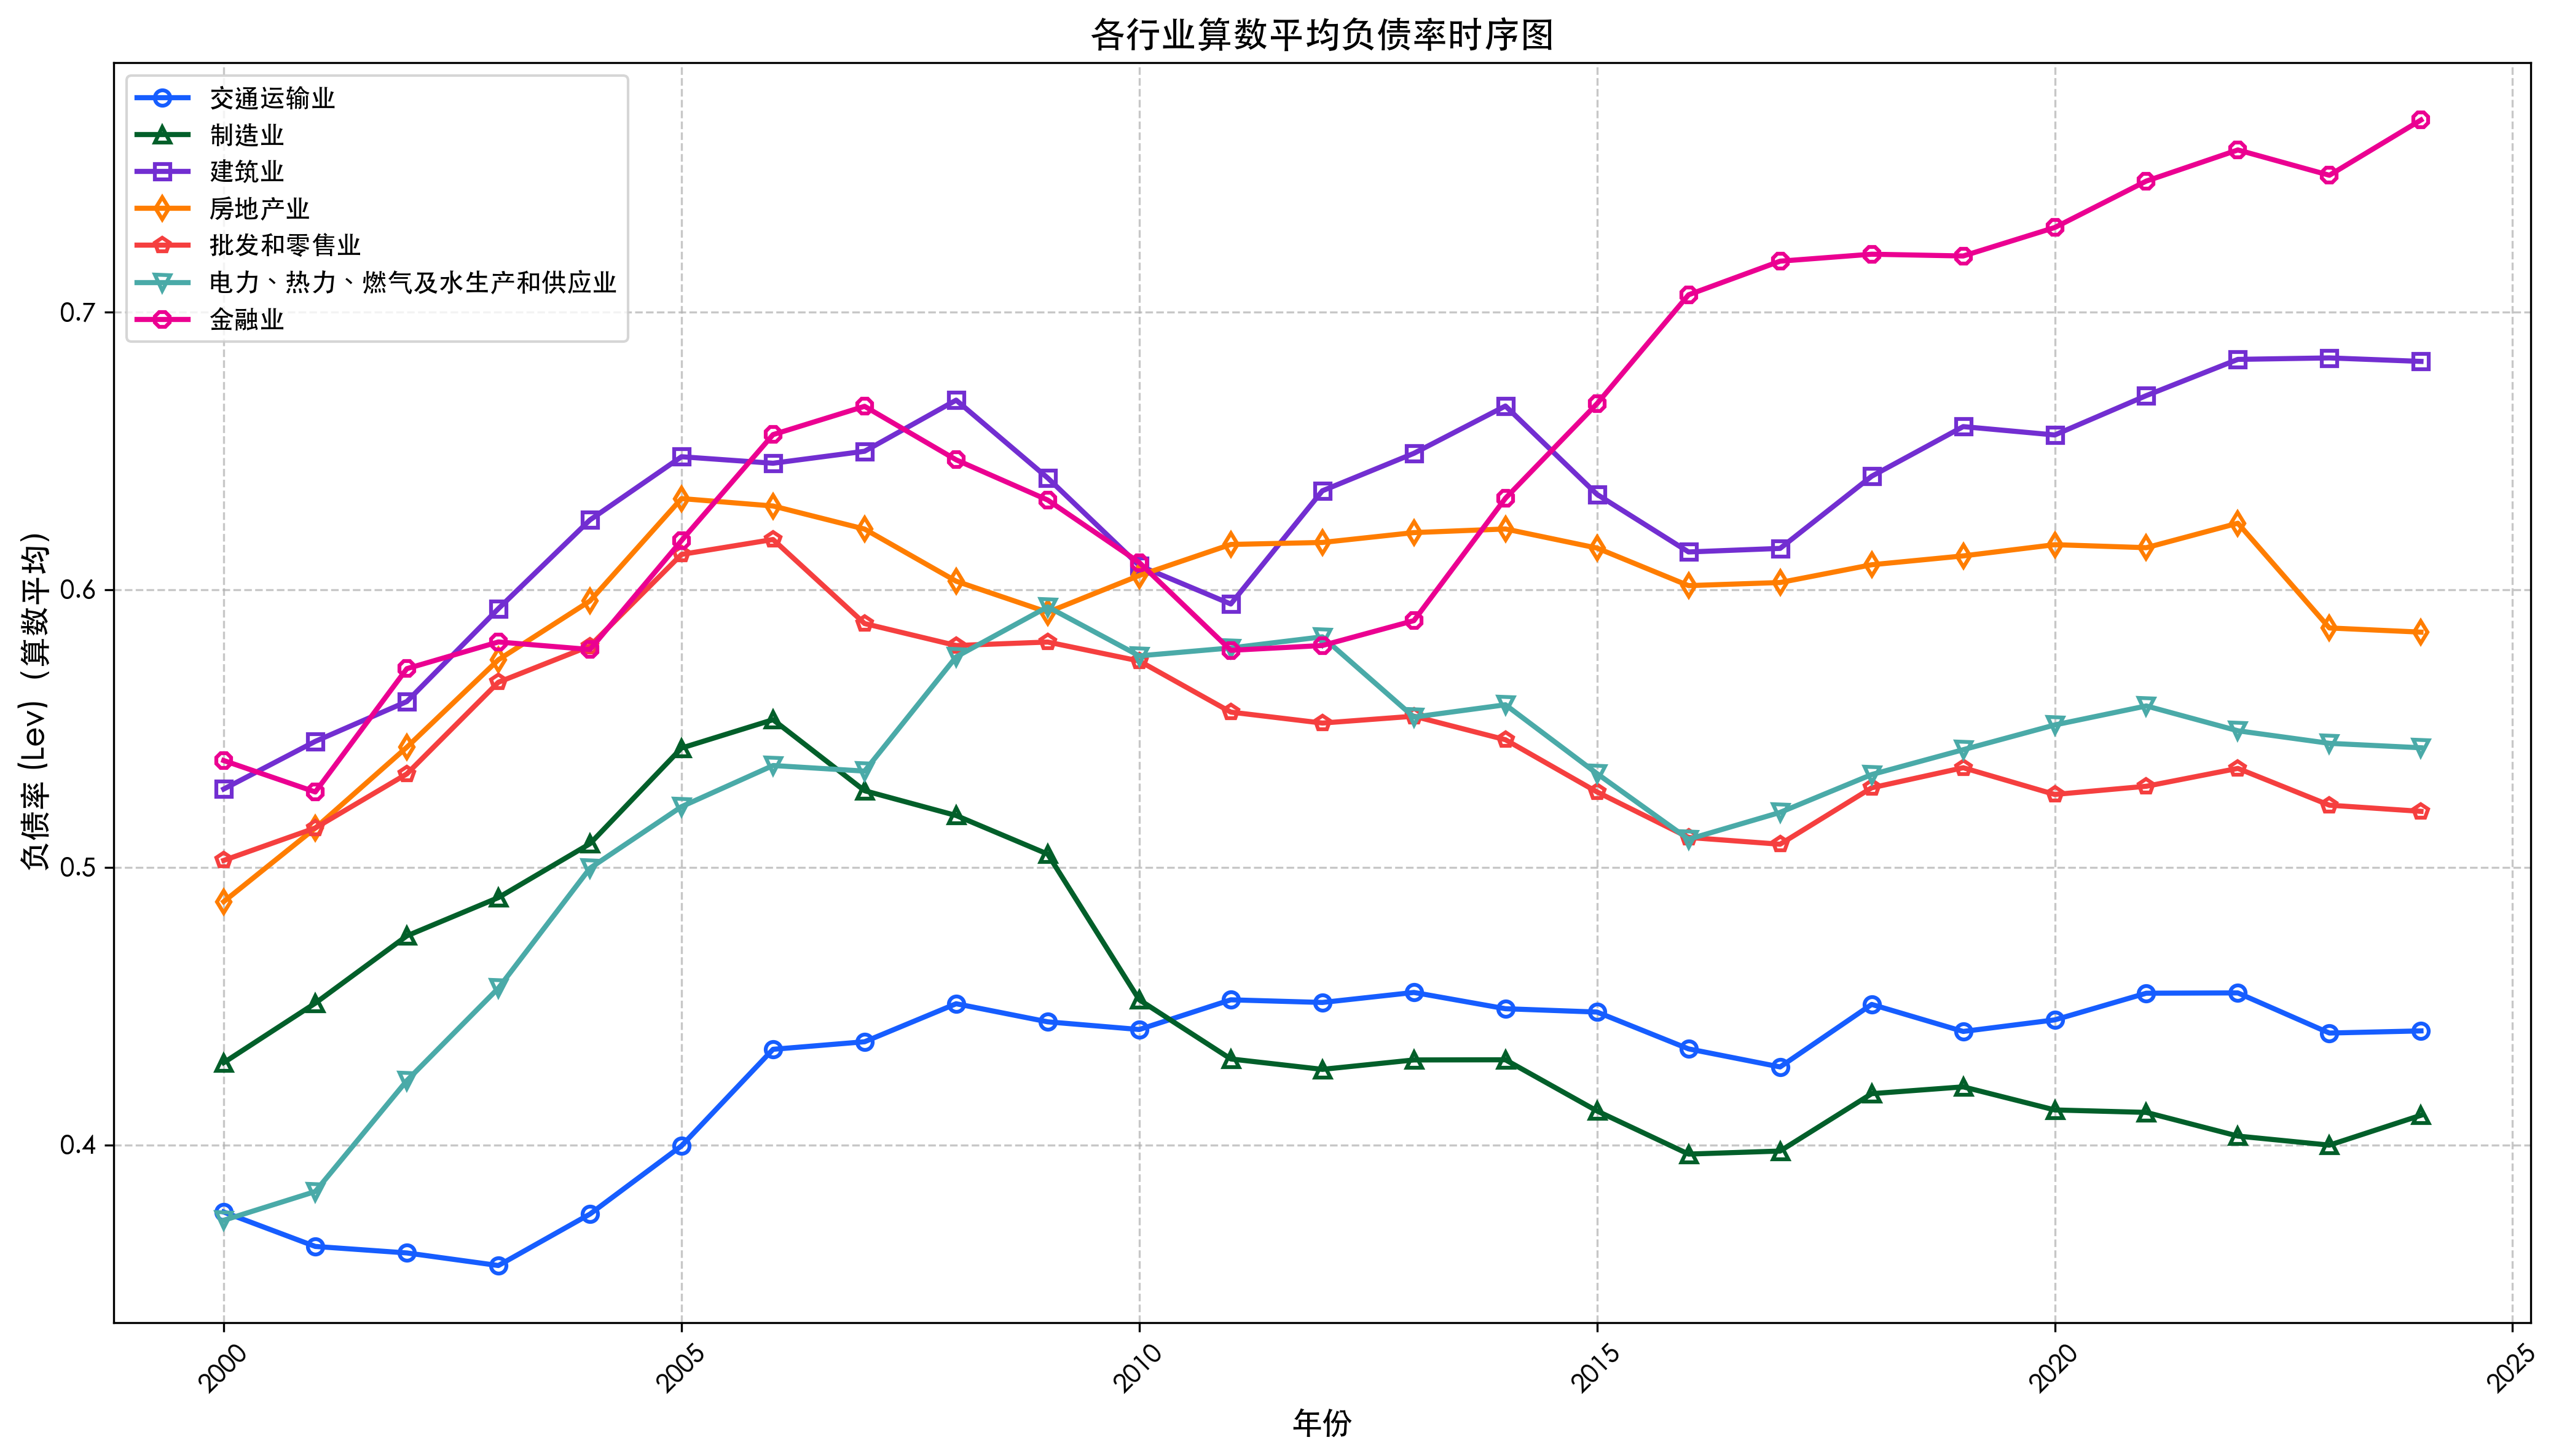 各行业算数平均负债率时序图
交通运输业
制造业
建筑业
房地产业
批发和零售业
电力、热力、燃气及水生产和供应业
金融业
负债率 (Lev)（算数平均）
0.7
0.6
0.5
0.4
2000
2005
2010
2015
2020
2025
年份